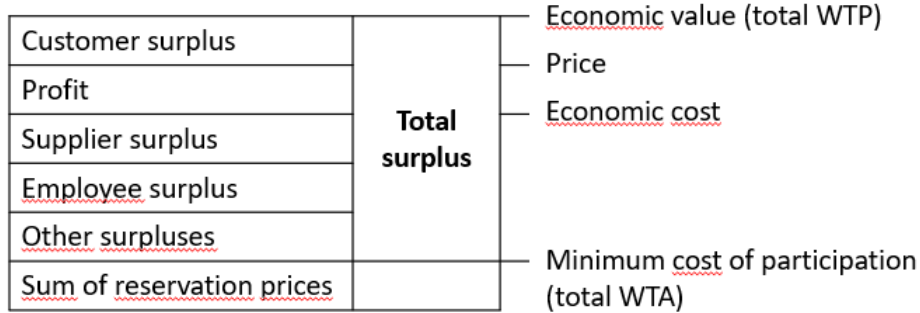 Customer surplus
Profit
Supplier surplus
Employee surplus
Other surpluses
Sum of reservation prices
Total
surplus
Economic value (total WTP)
Price
Economic cost
Minimum cost of participation
(total WTA)